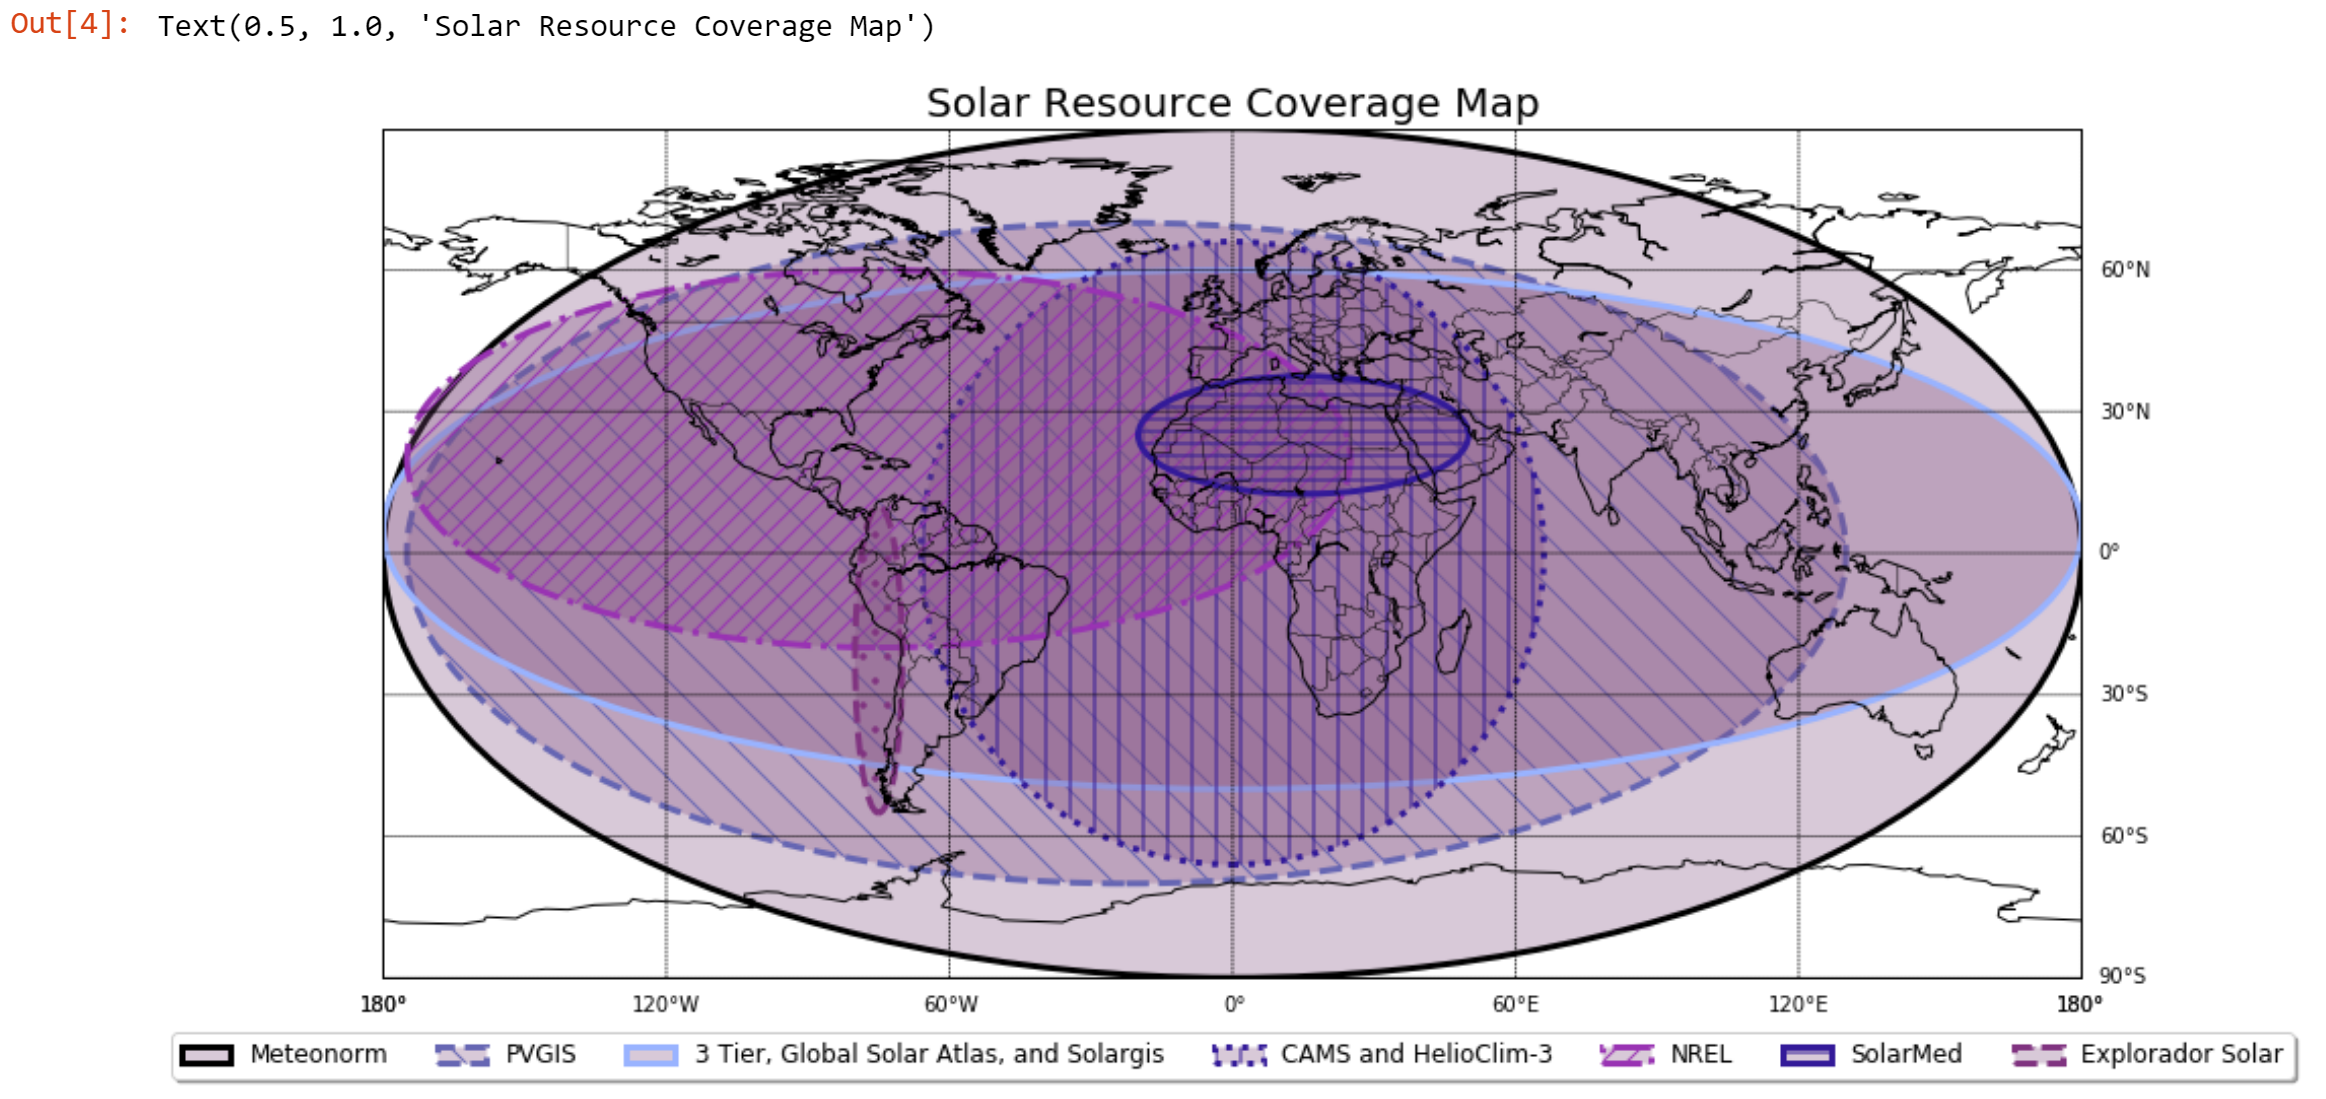 Out[4]: Text(0.5, 1.0, 'Solar Resource Coverage Map')
Solar Resource Coverage Map
60°N
30°N
0°
30°S
60°S
90°S
180° 120°W 60°W 0° 60°E 120°E 180°
Meteonorm PVGIS 3 Tier, Global Solar Atlas, and Solargis CAMS and HelioClim-3 NREL SolarMed Explorador Solar